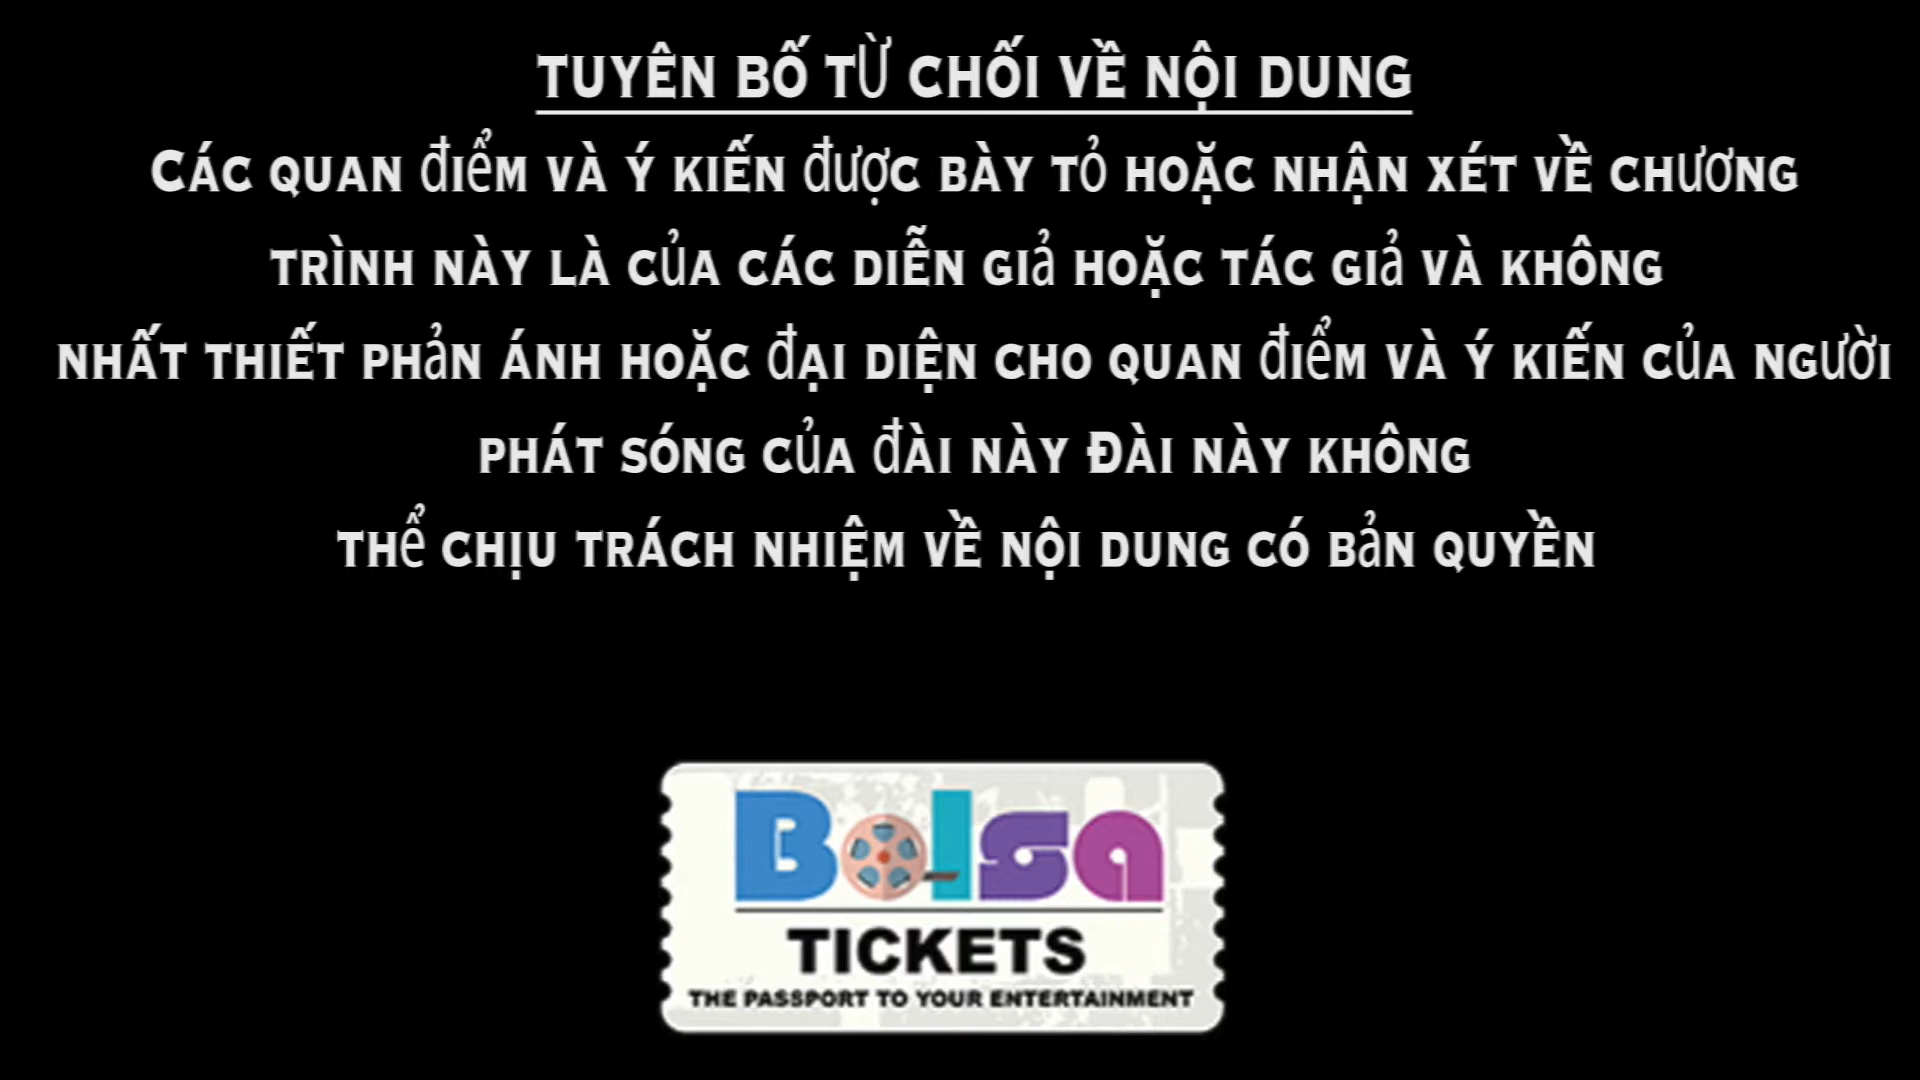 TUYÊN BỐ TỪ CHỐI VỀ NỘI DUNG
Các quan điểm và ý kiến được bày tỏ hoặc nhận xét về chương
trình này là của các diễn giả hoặc tác giả và không
nhất thiết phản ánh hoặc đại diện cho quan điểm và ý kiến của người
phát sóng của đài này Đài này không
thể chịu trách nhiệm về nội dung có bản quyền
Bolsa
TICKETS
THE PASSPORT TO YOUR ENTERTAINMENT